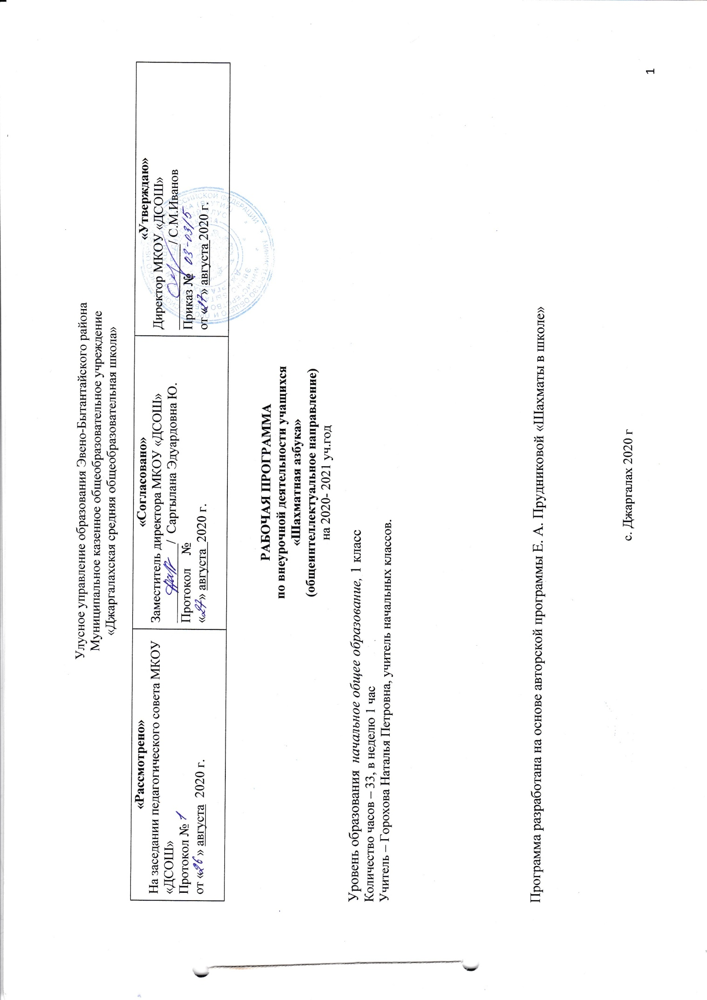 Улусное управление образования Эвено-Бытантайского района
Муниципальное казенное общеобразовательное учреждение
«Джаргалахская средняя общеобразовательная школа»
«Рассмотрено»
На заседании педагогического совета МКОУ
«ДСОШ»
Протокол № 1
от «26» августа 2020 г.
«Согласовано»
Заместитель директора МКОУ «ДСОШ»
/ Саргылана Эдуардовна Ю.
Протокол №
«27» августа 2020 г.
«Утверждаю»
Директор МКОУ «ДСОШ»
/ С.М.Иванов
Приказ № 03-03/5
от «27» августа 2020 г.
РАБОЧАЯ ПРОГРАММА
по внеурочной деятельности учащихся
«Шахматная азбука»
(общеинтеллектуальное направление)
на 2020- 2021 уч.год
Уровень образования начальное общее образование, 1 класс
Количество часов – 33, в неделю 1 час
Учитель – Горохова Наталья Петровна, учитель начальных классов.
Программа разработана на основе авторской программы Е. А. Прудниковой «Шахматы в школе»
с. Джаргалах 2020 г
1